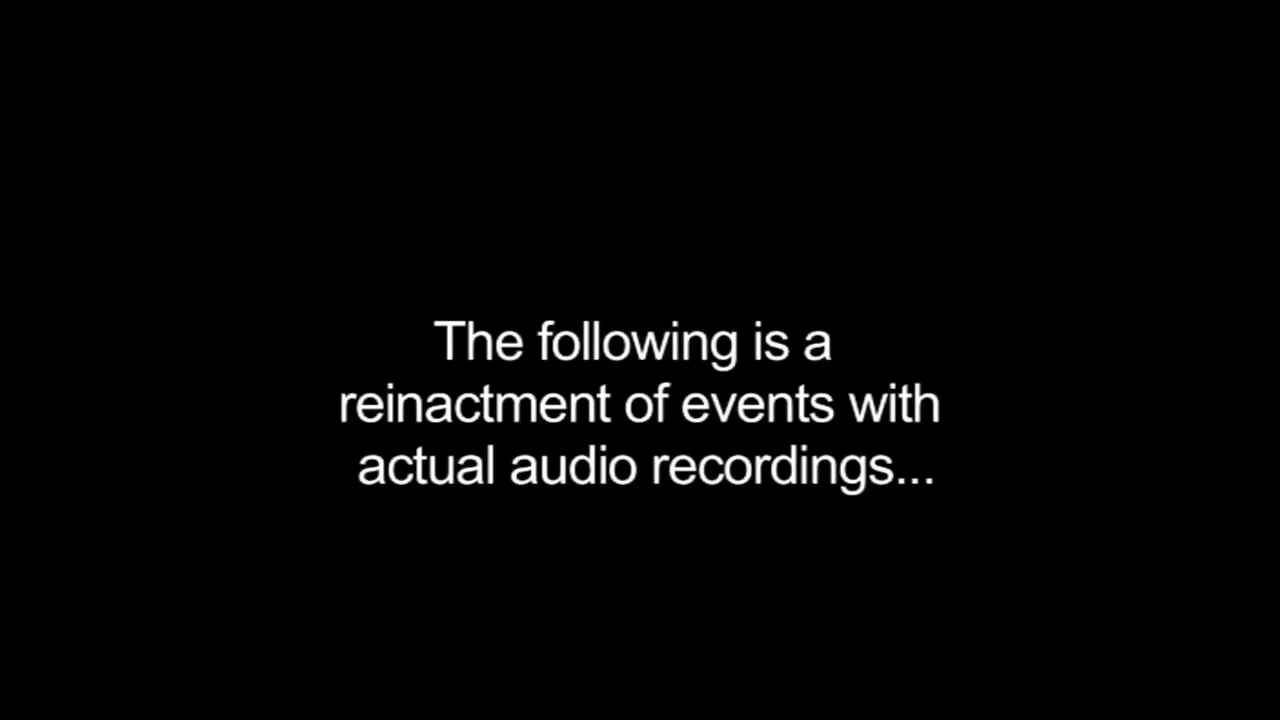 The following is a
reinactment of events with
actual audio recordings...